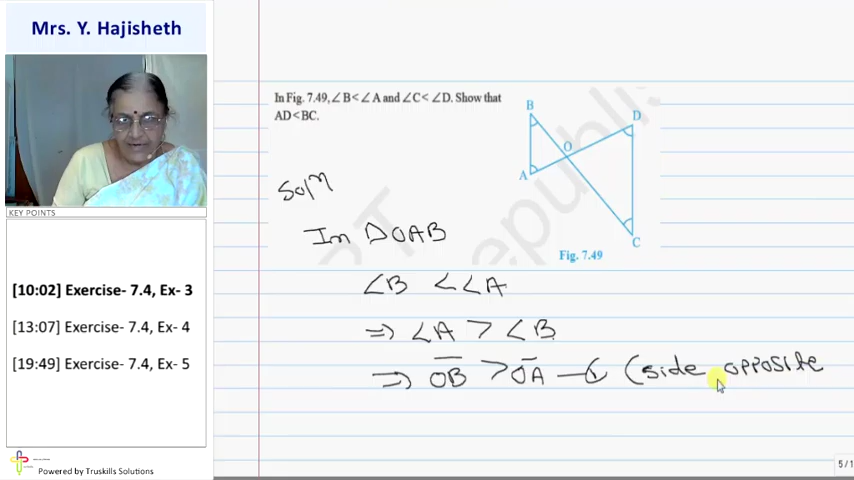 Mrs. Y. Hajisheth
KEY POINTS
[10:02] Exercise- 7.4, Ex- 3
[13:07] Exercise- 7.4, Ex- 4
[19:49] Exercise- 7.4, Ex- 5
Powered by Truskills Solutions
In Fig. 7.49, ∠B < ∠A and ∠C < ∠D. Show that
AD < BC.
B
D
O
A
C
Fig. 7.49
Solⁿ
In △OAB
∠B < ∠A
⇒ ∠A > ∠B
⇒ OB > OA — (1) (side opposite
5/1